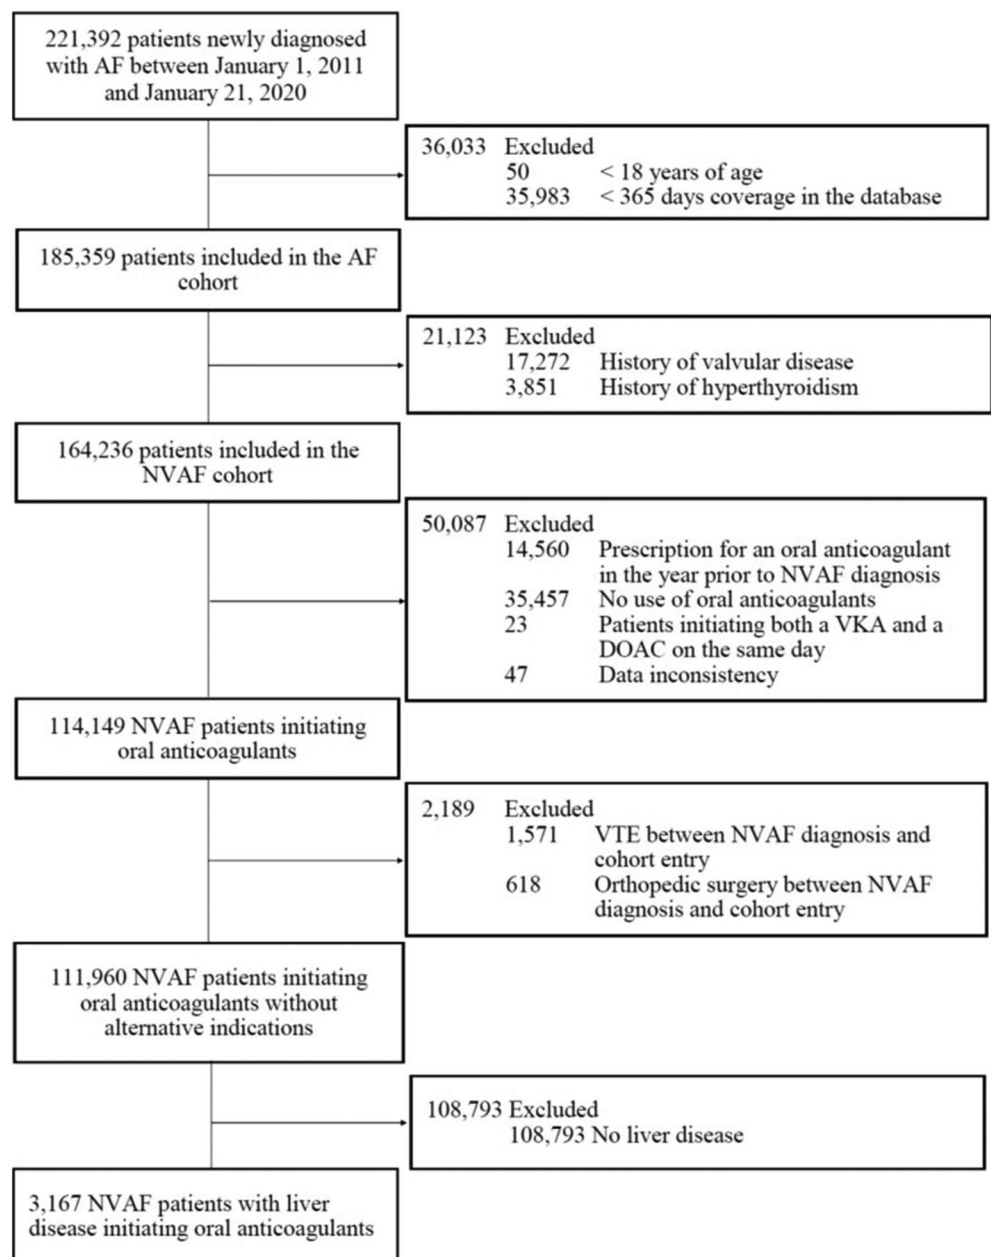 221,392 patients newly diagnosed
with AF between January 1, 2011
and January 21, 2020
36,033 Excluded
50 < 18 years of age
35,983 < 365 days coverage in the database
185,359 patients included in the AF
cohort
21,123 Excluded
17,272 History of valvular disease
3,851 History of hyperthyroidism
164,236 patients included in the
NVAF cohort
50,087 Excluded
14,560 Prescription for an oral anticoagulant
in the year prior to NVAF diagnosis
35,457 No use of oral anticoagulants
23 Patients initiating both a VKA and a
DOAC on the same day
47 Data inconsistency
114,149 NVAF patients initiating
oral anticoagulants
2,189 Excluded
1,571 VTE between NVAF diagnosis and
cohort entry
618 Orthopedic surgery between NVAF
diagnosis and cohort entry
111,960 NVAF patients initiating
oral anticoagulants without
alternative indications
108,793 Excluded
108,793 No liver disease
3,167 NVAF patients with liver
disease initiating oral anticoagulants